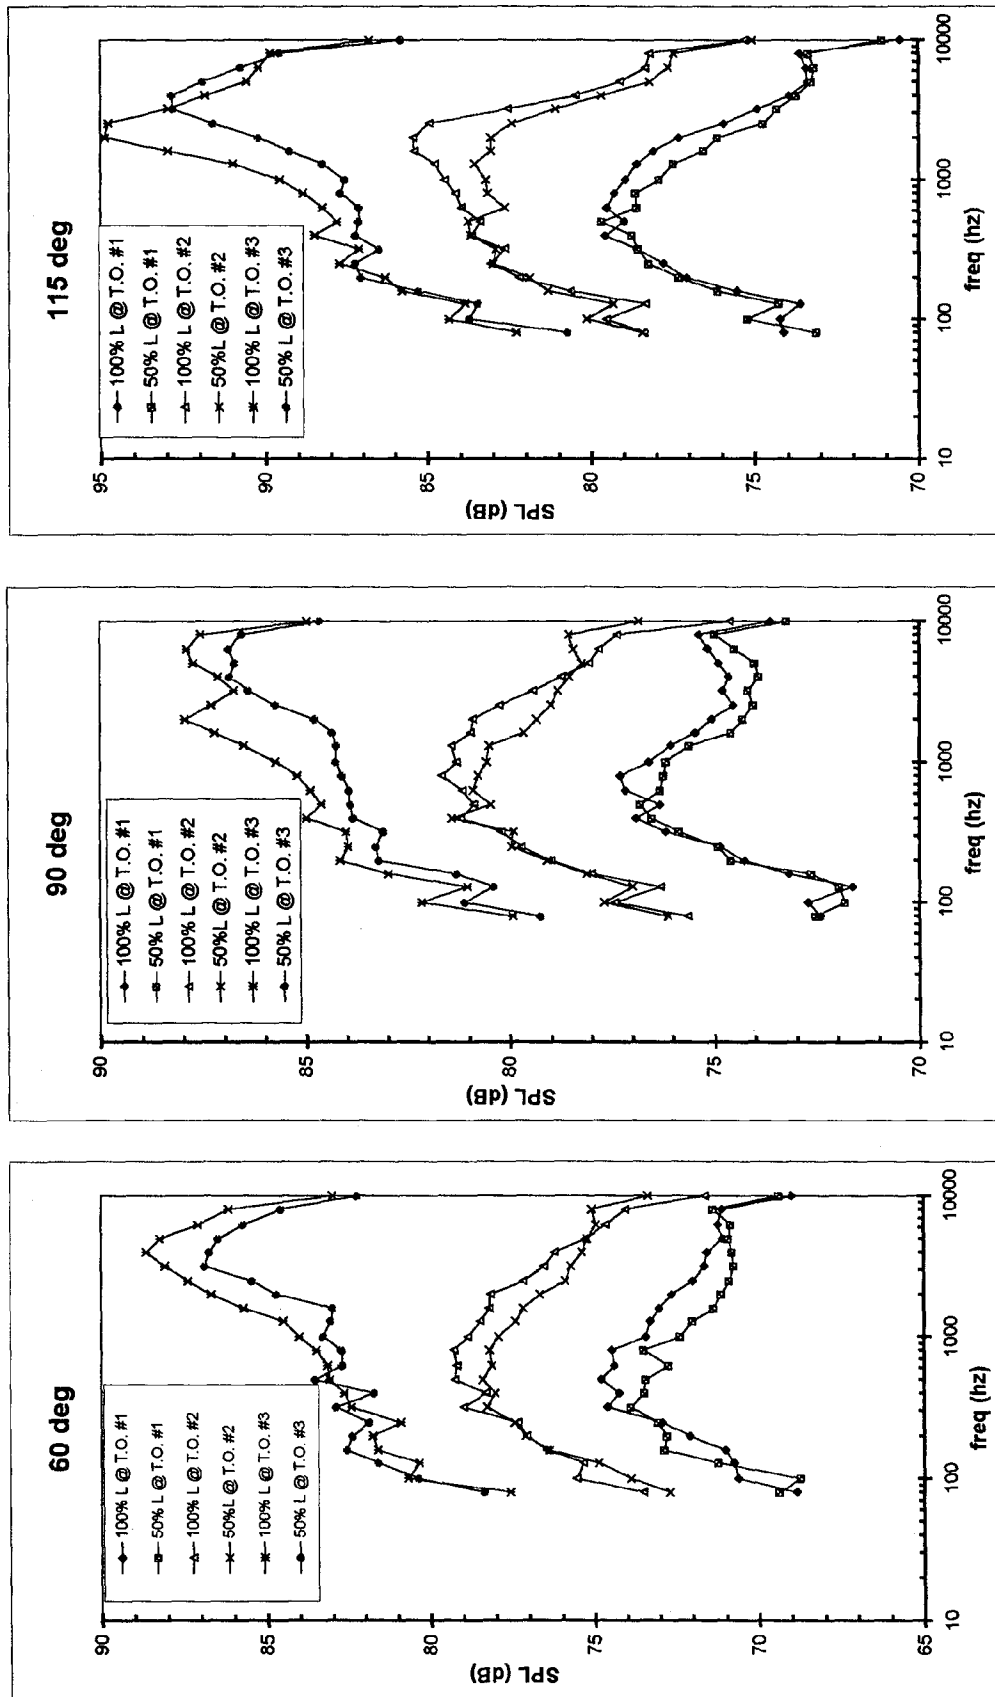 60 deg
90
85
80
75
70
65
SPL (dB)
10
100
1000
10000
freq (hz)
100% L @ T.O. #1
50% L @ T.O. #1
100% L @ T.O. #2
50%L @ T.O. #2
100% L @ T.O. #3
50% L @ T.O. #3
90 deg
90
85
80
75
70
SPL (dB)
10
100
1000
10000
freq (hz)
100% L @ T.O. #1
50% L @ T.O. #1
100% L @ T.O. #2
50%L @ T.O. #2
100% L @ T.O. #3
50% L @ T.O. #3
115 deg
95
90
85
80
75
70
SPL (dB)
10
100
1000
10000
freq (hz)
100% L @ T.O. #1
50% L @ T.O. #1
100% L @ T.O. #2
50%L @ T.O. #2
100% L @ T.O. #3
50% L @ T.O. #3